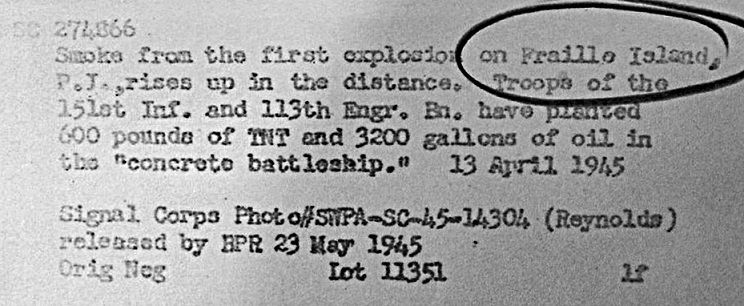 SC 274866
Smoke from the first explosion on Fraille Island,
P.I.,rises up in the distance. Troops of the
151st Inf. and 113th Engr. Bn. have planted
600 pounds of TNT and 3200 gallons of oil in
the "concrete battleship." 13 April 1945
Signal Corps Photo#SWPA-SC-45-14304 (Reynolds)
released by BPR 23 May 1945
Orig Neg Lot 11351 lf